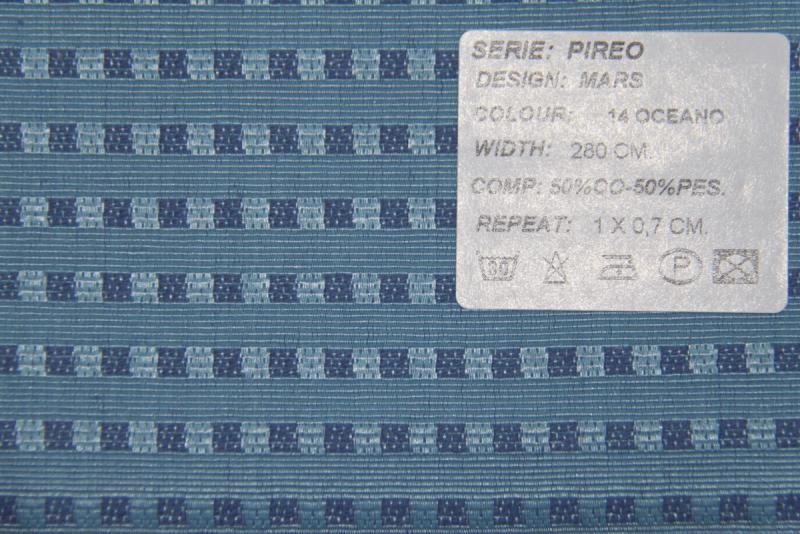 SERIE: PIREO
DESIGN: MARS
COLOUR: 14 OCEANO
WIDTH: 280 CM.
COMP: 50%CO-50%PES.
REPEAT: 1 X 0,7 CM.
30 P